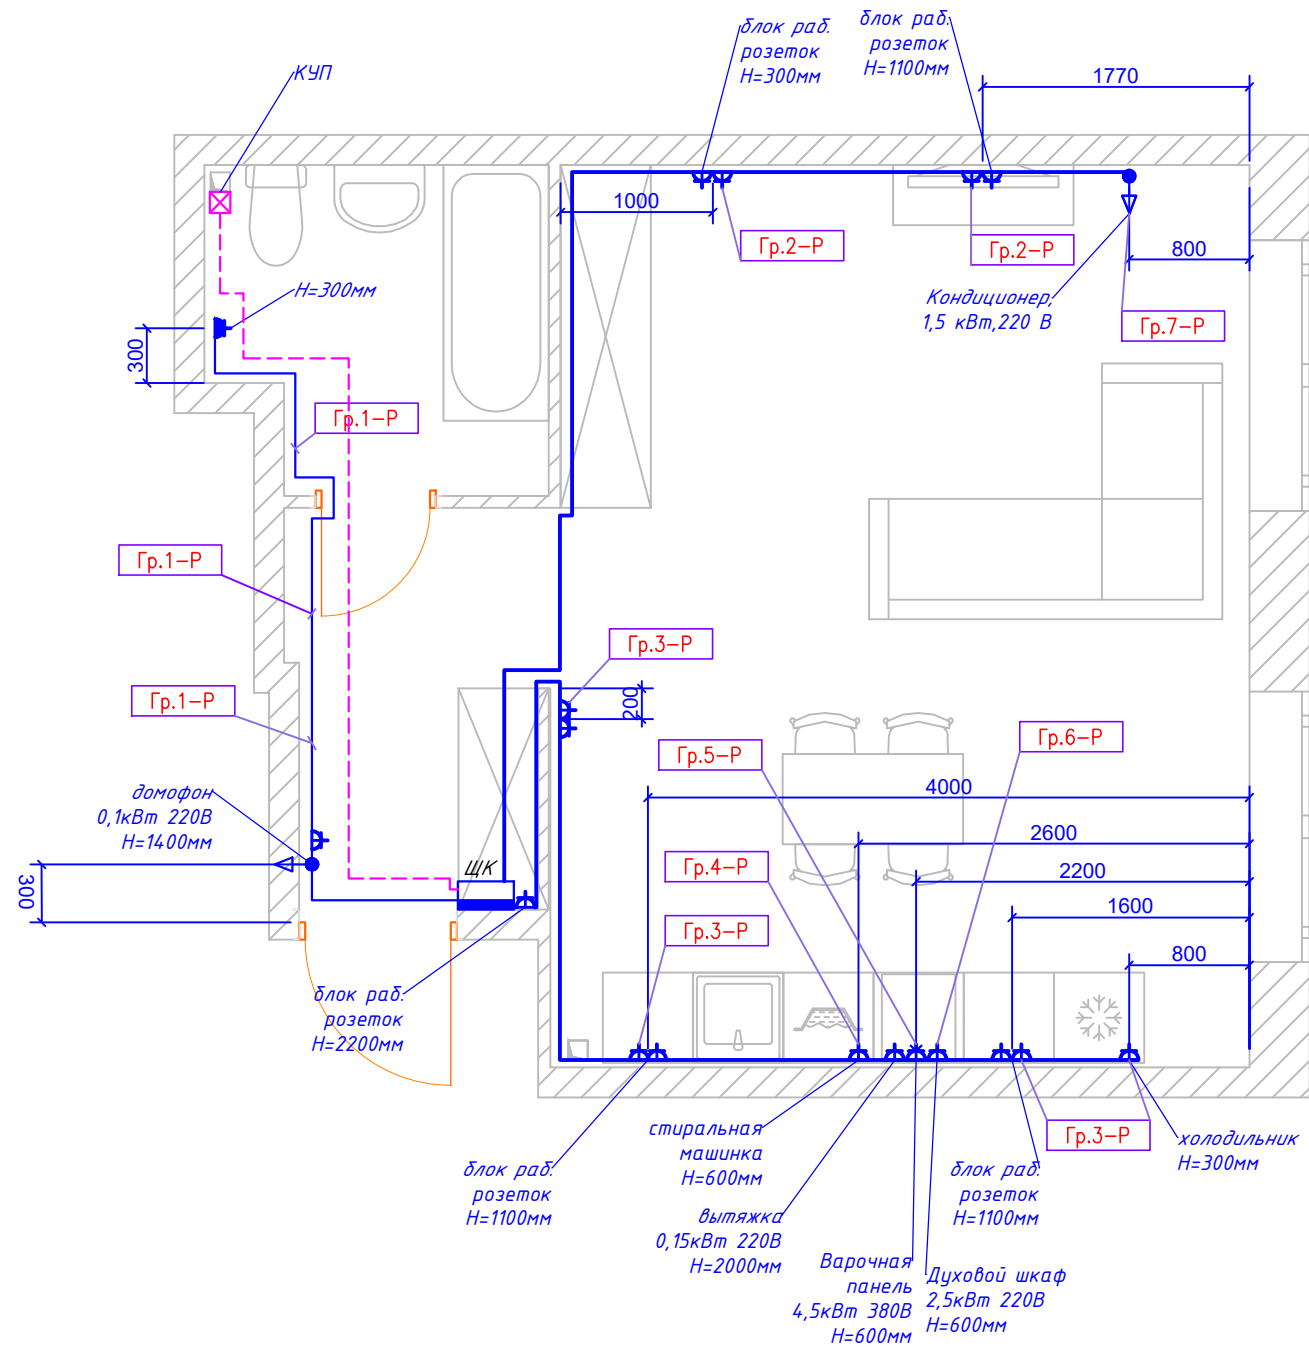 блок раб.
розеток
H=300мм
блок раб.
розеток
H=1100мм
КУП
1770
1000
Гр.2-Р
Гр.2-Р
800
H=300мм
Кондиционер,
1,5 кВт,220 В
Гр.7-Р
300
Гр.1-Р
Гр.1-Р
Гр.3-Р
Гр.1-Р
200
Гр.5-Р
Гр.6-Р
домофон
0,1кВт 220В
H=1400мм
4000
2600
ЩК
Гр.4-Р
2200
300
1600
Гр.3-Р
800
блок раб.
розеток
H=2200мм
стиральная
машинка
H=600мм
Гр.3-Р
холодильник
H=300мм
блок раб.
розеток
H=1100мм
блок раб.
розеток
H=1100мм
вытяжка
0,15кВт 220В
H=2000мм
Варочная
панель
4,5кВт 380В
H=600мм
Духовой шкаф
2,5кВт 220В
H=600мм